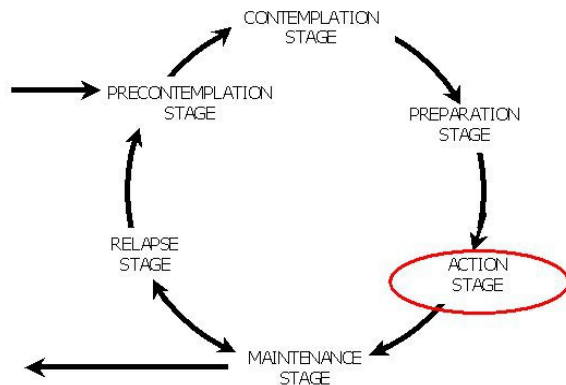 CONTEMPLATION
STAGE
PRECONTEMPLATION
STAGE
PREPARATION
STAGE
RELAPSE
STAGE
ACTION
STAGE
MAINTENANCE
STAGE